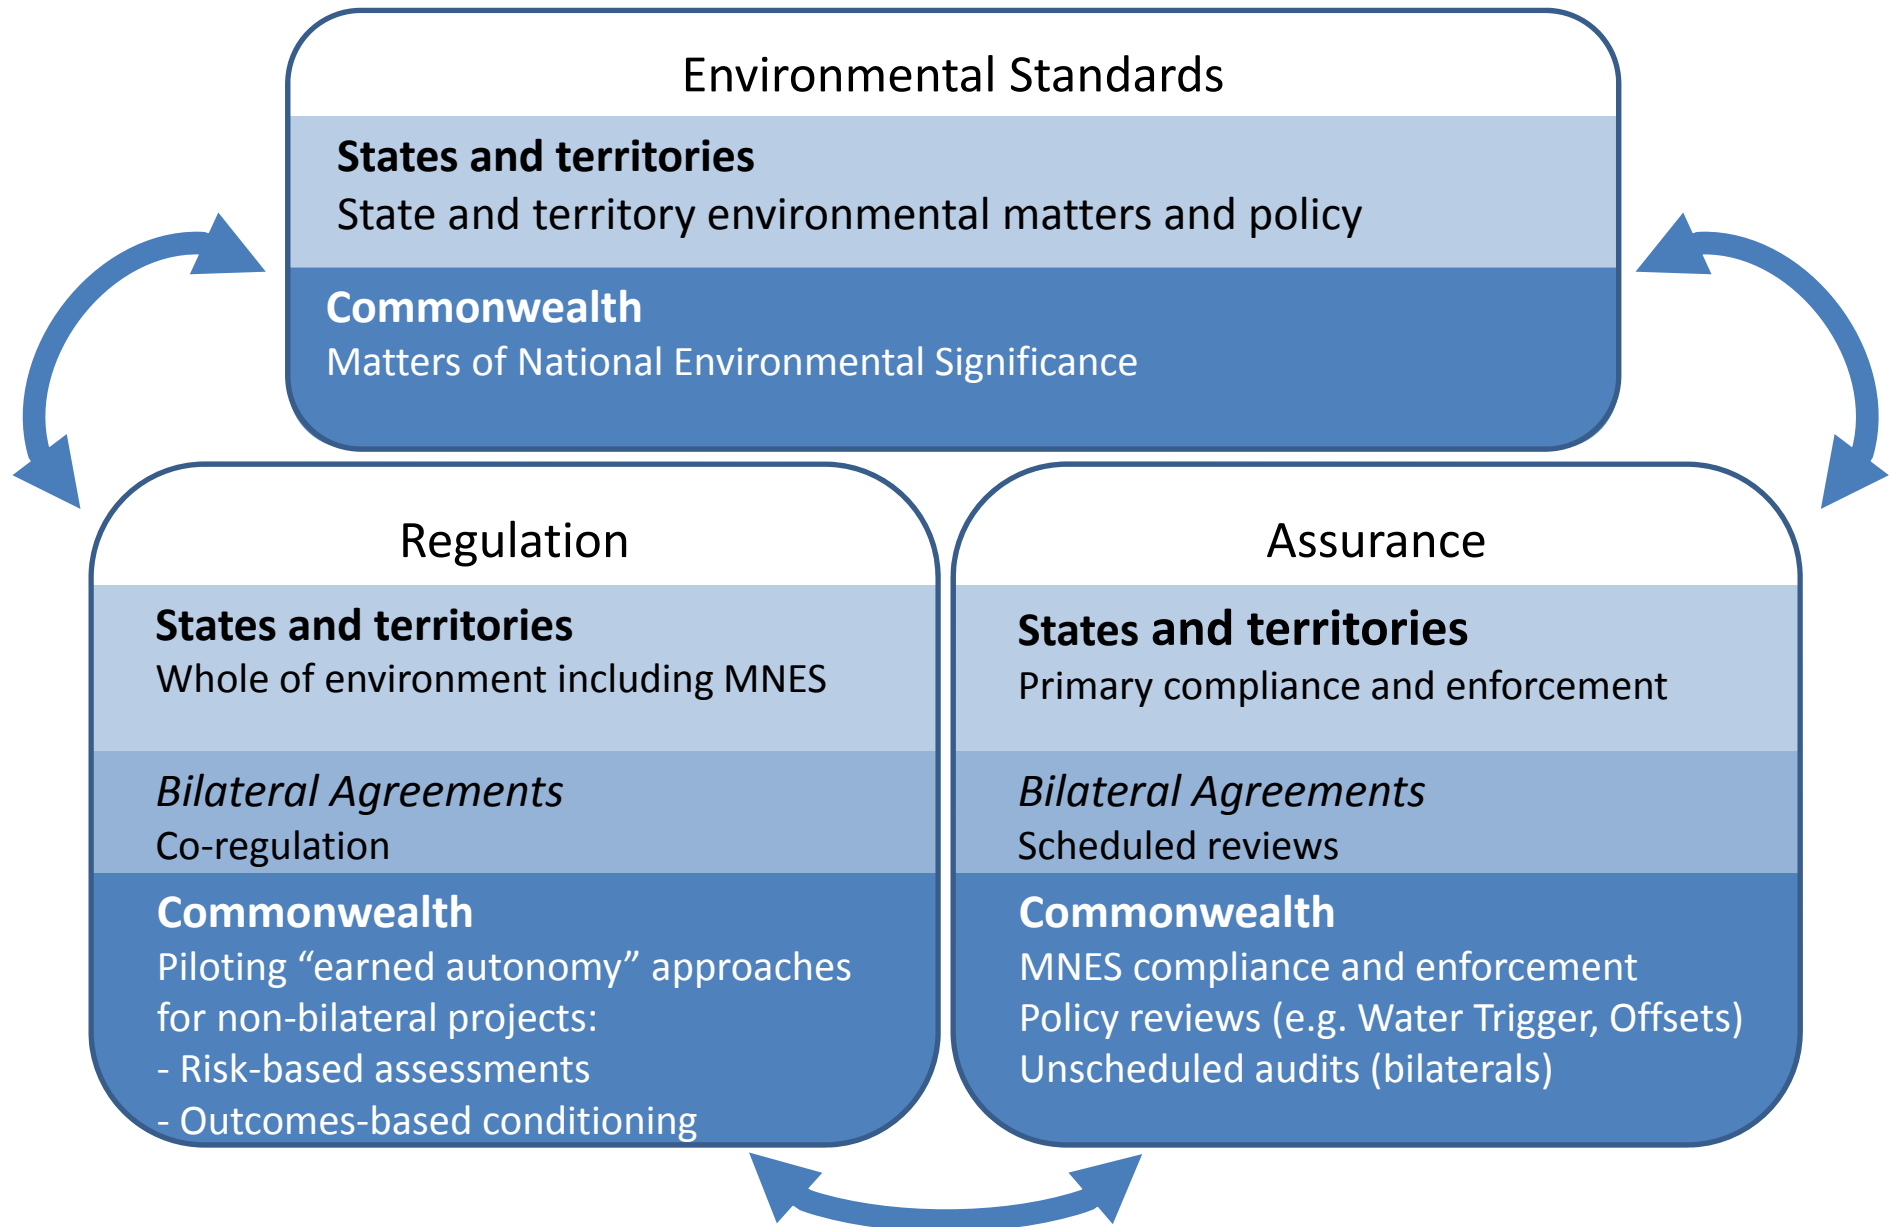 Environmental Standards
States and territories
State and territory environmental matters and policy
Commonwealth
Matters of National Environmental Significance
Regulation
States and territories
Whole of environment including MNES
Bilateral Agreements
Co-regulation
Commonwealth
Piloting “earned autonomy” approaches
for non-bilateral projects:
- Risk-based assessments
- Outcomes-based conditioning
Assurance
States and territories
Primary compliance and enforcement
Bilateral Agreements
Scheduled reviews
Commonwealth
MNES compliance and enforcement
Policy reviews (e.g. Water Trigger, Offsets)
Unscheduled audits (bilaterals)